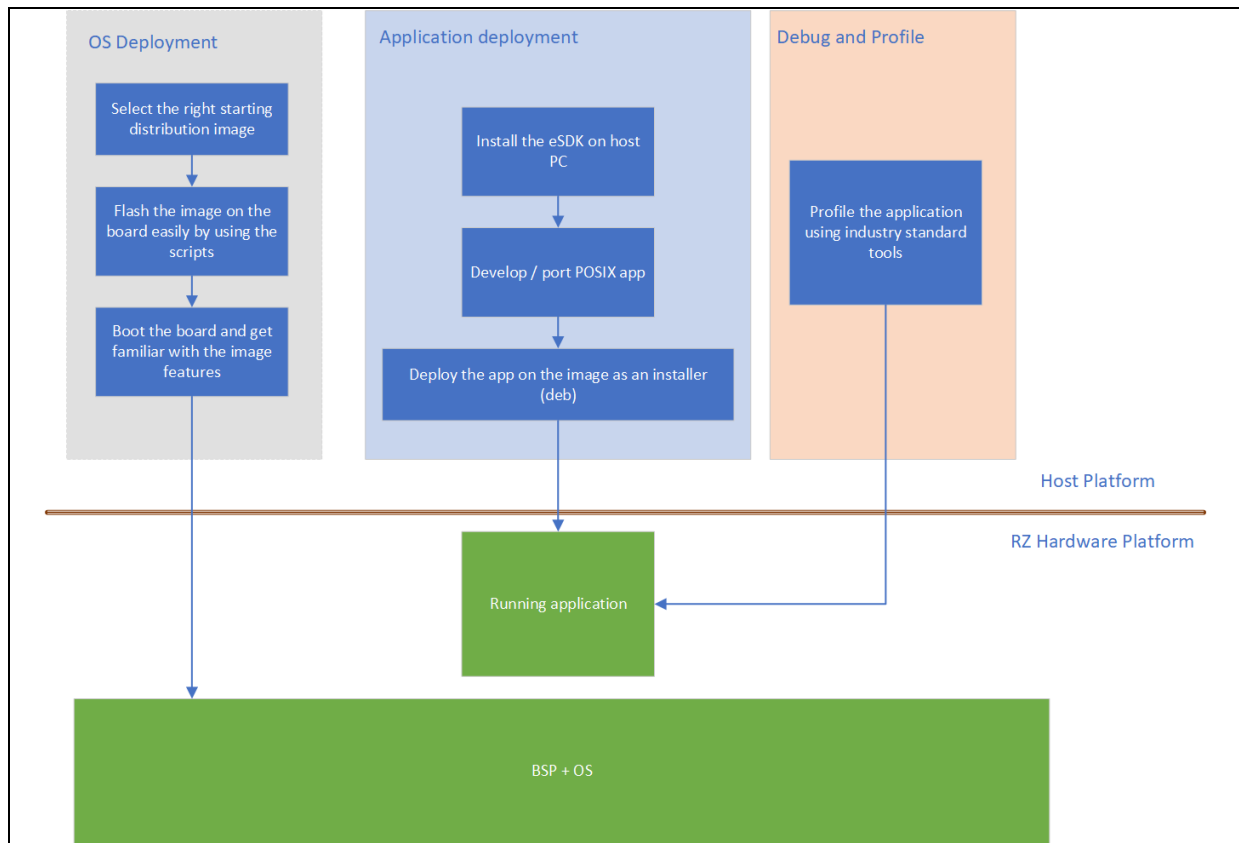 OS Deployment
Select the right starting
distribution image
Flash the image on the
board easily by using the
scripts
Boot the board and get
familiar with the image
features
Application deployment
Install the eSDK on host
PC
Develop / port POSIX app
Deploy the app on the image as an installer
(deb)
Debug and Profile
Profile the application
using industry standard
tools
Host Platform
RZ Hardware Platform
Running application
BSP + OS